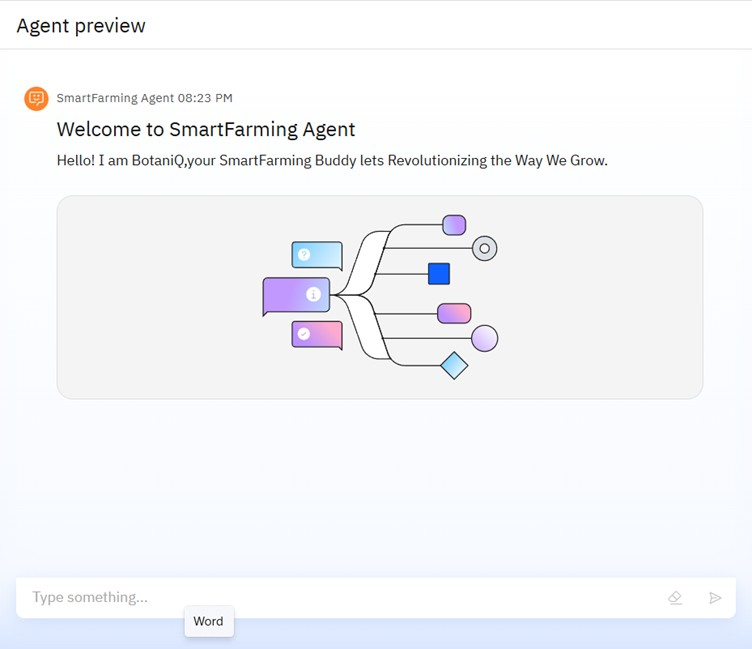 Agent preview
SmartFarming Agent 08:23 PM
Welcome to SmartFarming Agent
Hello! I am BotaniQ,your SmartFarming Buddy lets Revolutionizing the Way We Grow.
?
i
Type something...
Word